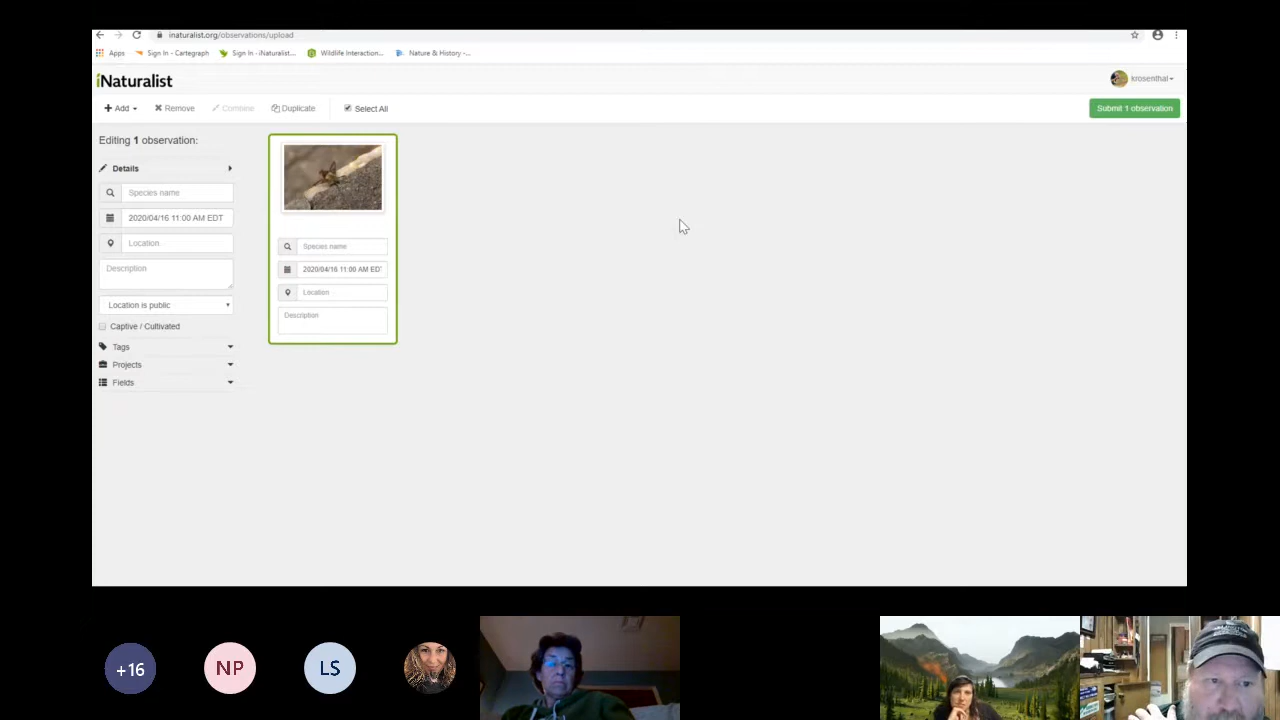 inaturalist.org/observations/upload
Apps Sign In - Cartegraph Sign In - iNaturalist... Wildlife Interaction... Nature & History -...
iNaturalist
krosenthal
Add Remove Combine Duplicate Select All
Submit 1 observation
Editing 1 observation:
Details
Species name
2020/04/16 11:00 AM EDT
Location
Description
Location is public
Captive / Cultivated
Tags
Projects
Fields
Species name
2020/04/16 11:00 AM EDT
Location
Description
+16
NP
LS